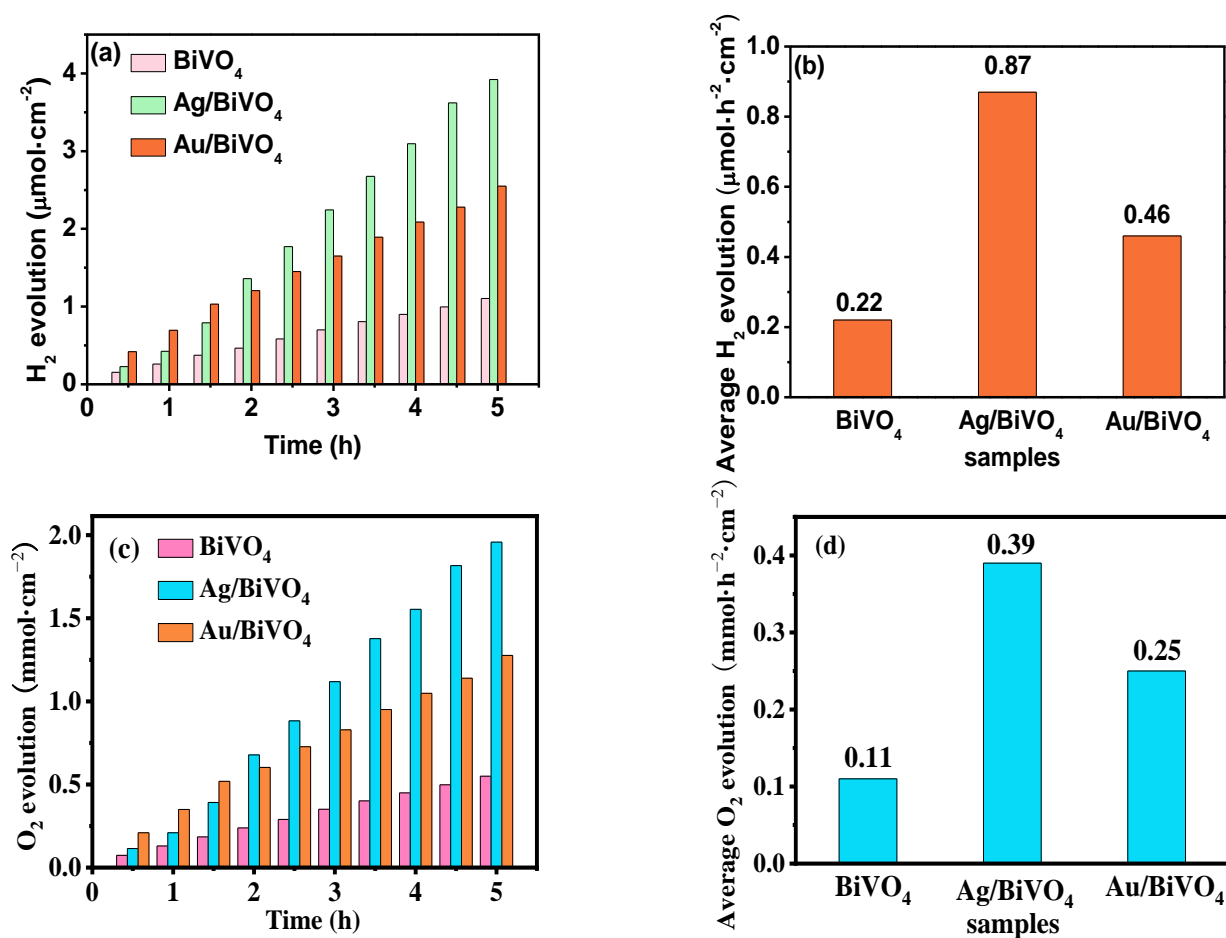 (a)
BiVO₄
Ag/BiVO₄
Au/BiVO₄
H₂ evolution (μmol·cm⁻²)
4
3
2
1
0
0 1 2 3 4 5
Time (h)
(b)
Average H₂ evolution (μmol·h⁻²·cm⁻²)
1.0
0.8
0.6
0.4
0.2
0.0
0.22
0.87
0.46
BiVO₄ Ag/BiVO₄ Au/BiVO₄
samples
(c)
BiVO₄
Ag/BiVO₄
Au/BiVO₄
O₂ evolution (mmol·cm⁻²)
2.0
1.5
1.0
0.5
0.0
0 1 2 3 4 5
Time (h)
(d)
Average O₂ evolution (mmol·h⁻²·cm⁻²)
0.4
0.3
0.2
0.1
0.0
0.11
0.39
0.25
BiVO₄ Ag/BiVO₄ Au/BiVO₄
samples